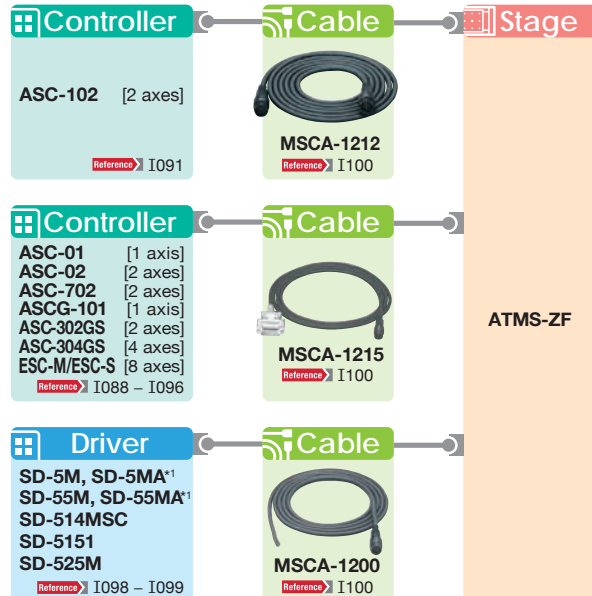 Controller
Cable
Stage
ASC-102 [2 axes]
MSCA-1212
Reference I091
Reference I100
Controller
Cable
ASC-01 [1 axis]
ASC-02 [2 axes]
ASC-702 [2 axes]
ASCG-101 [1 axis]
ASC-302GS [2 axes]
ASC-304GS [4 axes]
ESC-M/ESC-S [8 axes]
Reference I088 – I096
MSCA-1215
Reference I100
ATMS-ZF
Driver
Cable
SD-5M, SD-5MA*1
SD-55M, SD-55MA*1
SD-514MSC
SD-5151
SD-525M
Reference I098 – I099
MSCA-1200
Reference I100